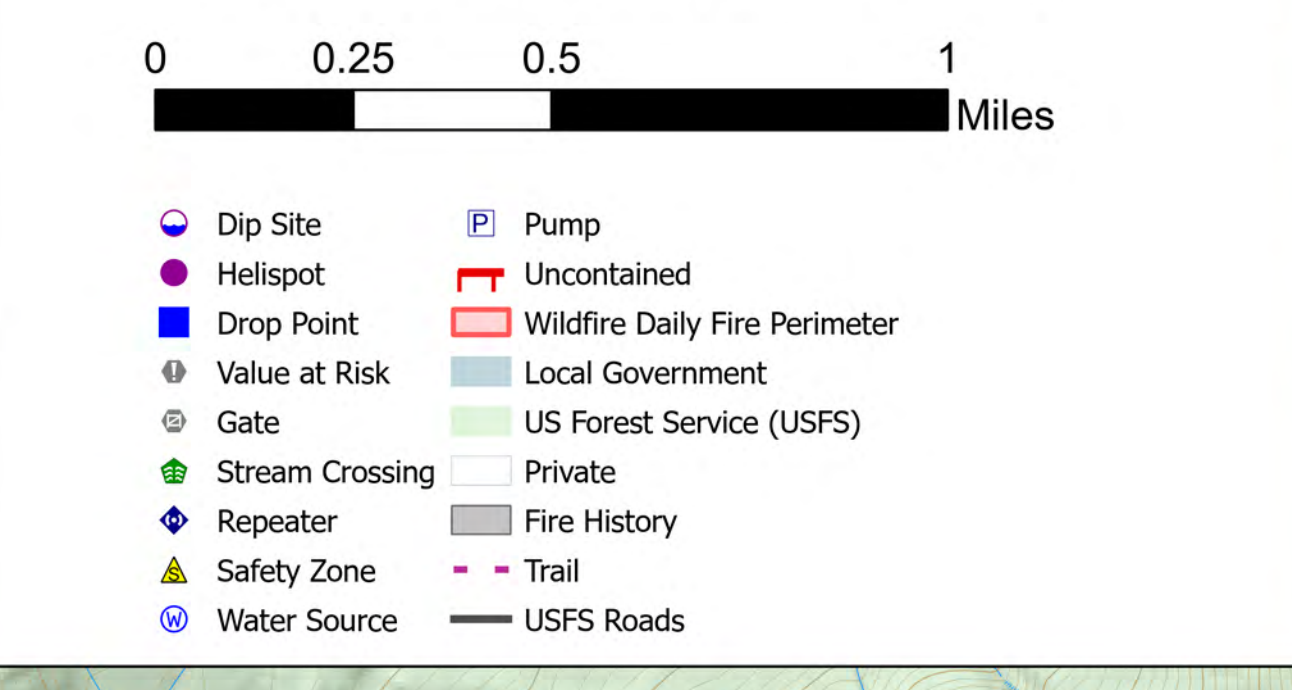 0 0.25 0.5 1
Miles
Dip Site
Helispot
Drop Point
Value at Risk
Gate
Stream Crossing
Repeater
S Safety Zone
W Water Source
P Pump
Uncontained
Wildfire Daily Fire Perimeter
Local Government
US Forest Service (USFS)
Private
Fire History
Trail
USFS Roads